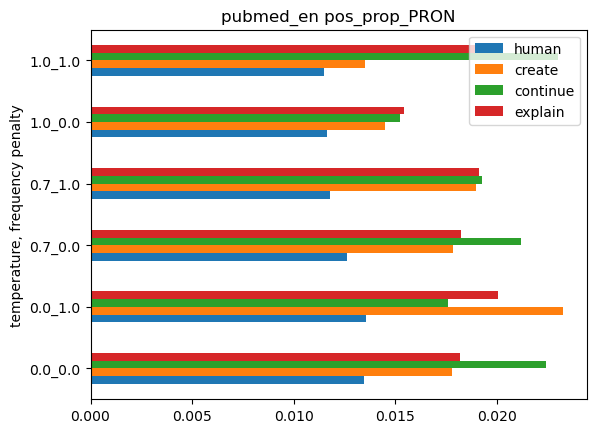 pubmed_en pos_prop_PRON
human
create
continue
explain
temperature, frequency penalty
1.0_1.0
1.0_0.0
0.7_1.0
0.7_0.0
0.0_1.0
0.0_0.0
0.000
0.005
0.010
0.015
0.020